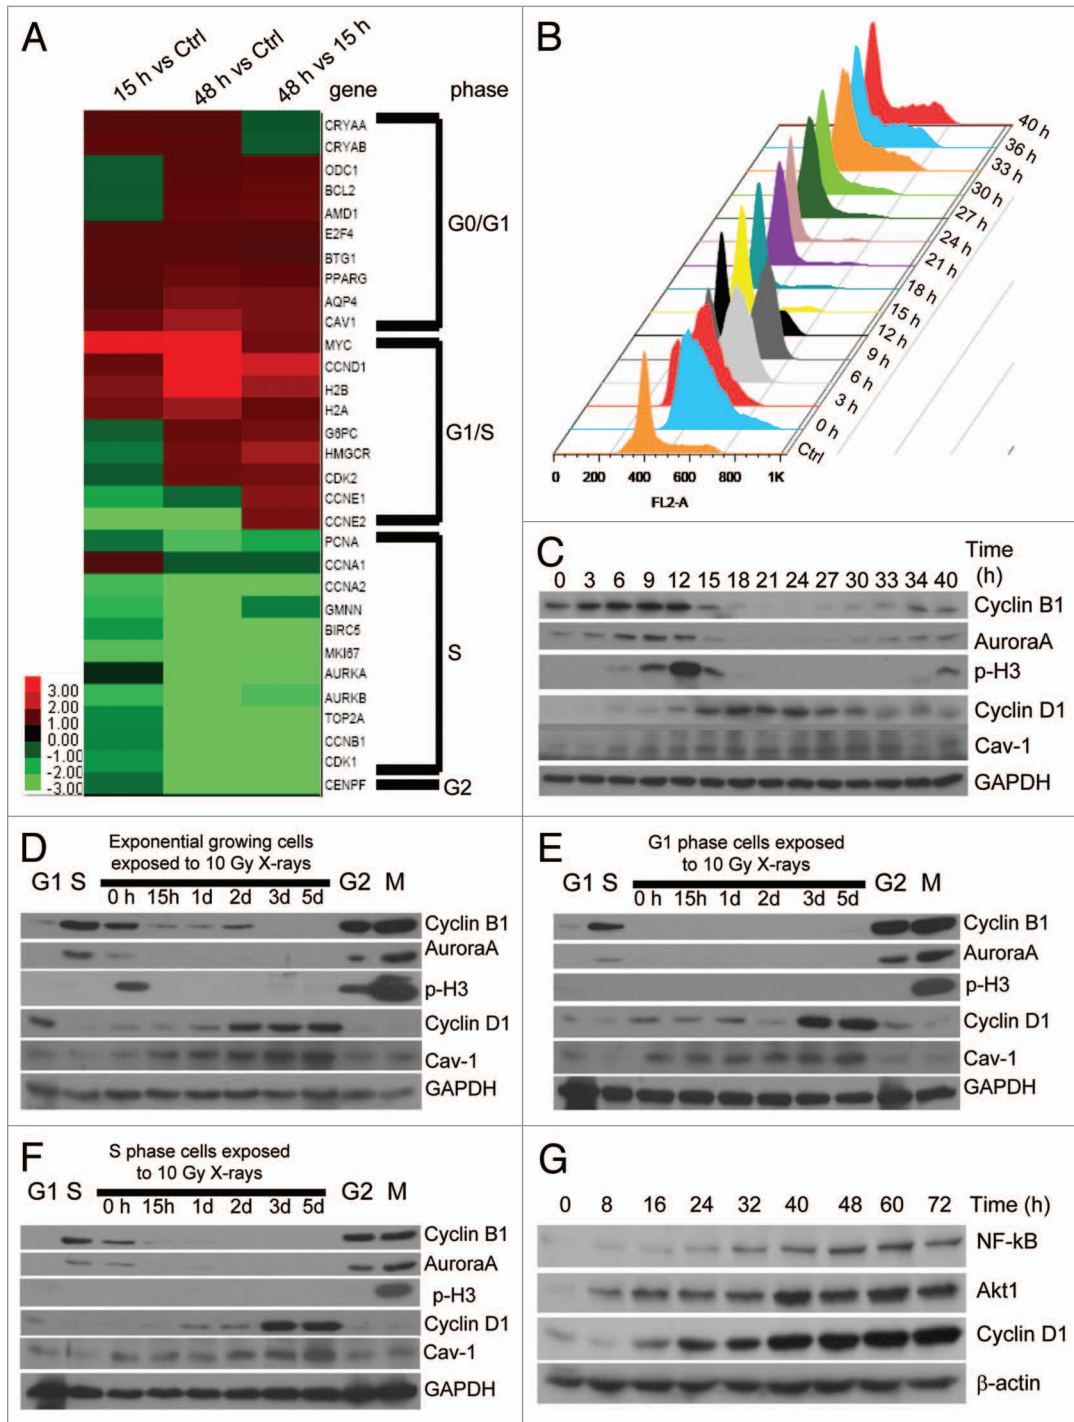 A
15 h vs Ctrl
48 h vs Ctrl
48 h vs 15 h
gene
phase
CRYAA
CRYAB
ODC1
BCL2
AMD1
E2F4
BTG1
PPARG
AQP4
CAV1
G0/G1
MYC
CCND1
H2B
H2A
G6PC
HMGCR
CDK2
CCNE1
CCNE2
G1/S
PCNA
CCNA1
CCNA2
GMNN
BIRC5
MKI67
AURKA
AURKB
TOP2A
CCNB1
CDK1
S
CENPF
G2
3.00
2.00
1.00
0.00
-1.00
-2.00
-3.00
B
40 h
36 h
33 h
30 h
27 h
24 h
21 h
18 h
15 h
12 h
9 h
6 h
3 h
0 h
Ctrl
0 200 400 600 800 1K
FL2-A
C
Time
(h)
0 3 6 9 12 15 18 21 24 27 30 33 34 40
Cyclin B1
AuroraA
p-H3
Cyclin D1
Cav-1
GAPDH
D
Exponential growing cells
exposed to 10 Gy X-rays
G1 S 0 h 15h 1d 2d 3d 5d G2 M
Cyclin B1
AuroraA
p-H3
Cyclin D1
Cav-1
GAPDH
E
G1 phase cells exposed
to 10 Gy X-rays
G1 S 0 h 15h 1d 2d 3d 5d G2 M
Cyclin B1
AuroraA
p-H3
Cyclin D1
Cav-1
GAPDH
F
S phase cells exposed
to 10 Gy X-rays
G1 S 0 h 15h 1d 2d 3d 5d G2 M
Cyclin B1
AuroraA
p-H3
Cyclin D1
Cav-1
GAPDH
G
0 8 16 24 32 40 48 60 72 Time (h)
NF-kB
Akt1
Cyclin D1
β-actin